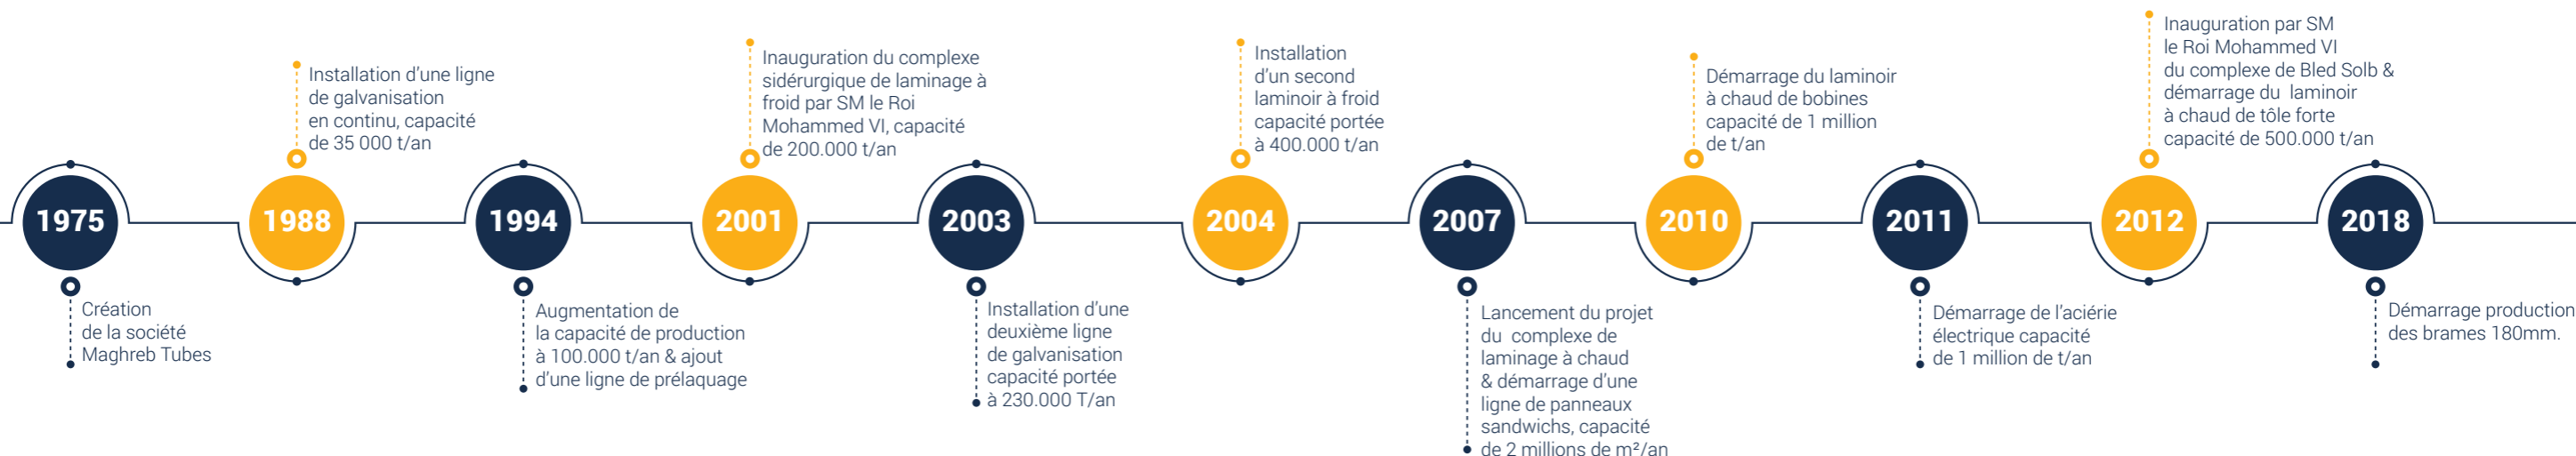 1975
Création
de la société
Maghreb Tubes
1988
Installation d'une ligne
de galvanisation
en continu, capacité
de 35 000 t/an
1994
Augmentation de
la capacité de production
à 100.000 t/an & ajout
d'une ligne de prélaquage
2001
Inauguration du complexe
sidérurgique de laminage à
froid par SM le Roi
Mohammed VI, capacité
de 200.000 t/an
2003
Installation d'une
deuxième ligne
de galvanisation
capacité portée
à 230.000 T/an
2004
Installation
d'un second
laminoir à froid
capacité portée
à 400.000 t/an
2007
Lancement du projet
du complexe de
laminage à chaud
& démarrage d'une
ligne de panneaux
sandwichs, capacité
de 2 millions de m²/an
2010
Démarrage du laminoir
à chaud de bobines
capacité de 1 million
de t/an
2011
Démarrage de l'aciérie
électrique capacité
de 1 million de t/an
2012
Inauguration par SM
le Roi Mohammed VI
du complexe de Bled Solb &
démarrage du laminoir
à chaud de tôle forte
capacité de 500.000 t/an
2018
Démarrage production
des brames 180mm.